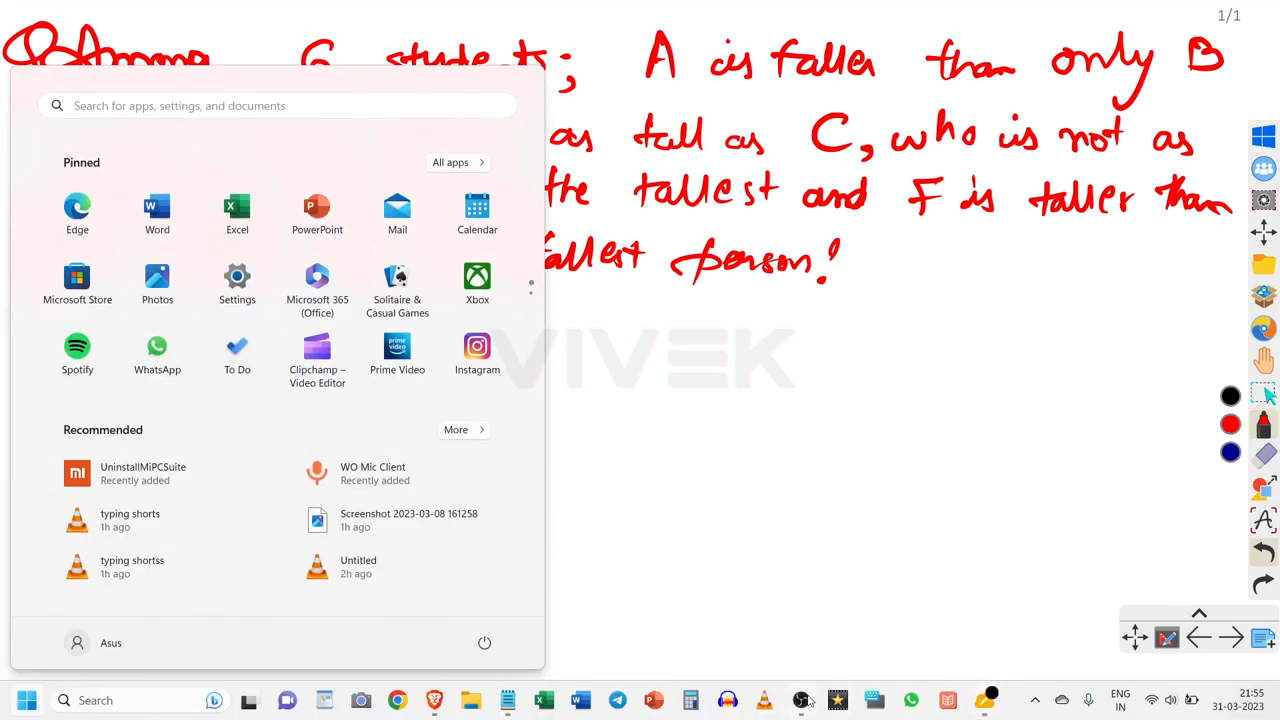 1/1
Q. Among 6 students; A is taller than only B
as tall as C, who is not as
the tallest and F is taller than
tallest person?
Search for apps, settings, and documents
Pinned
All apps
Edge
Word
Excel
PowerPoint
Mail
Calendar
Microsoft Store
Photos
Settings
Microsoft 365
(Office)
Solitaire &
Casual Games
Xbox
Spotify
WhatsApp
To Do
Clipchamp –
Video Editor
Prime Video
Instagram
VIVEK
Recommended
More
UninstallMiPCSuite
Recently added
WO Mic Client
Recently added
typing shorts
1h ago
Screenshot 2023-03-08 161258
1h ago
typing shortss
1h ago
Untitled
2h ago
Asus
Search
ENG
IN
21:55
31-03-2023